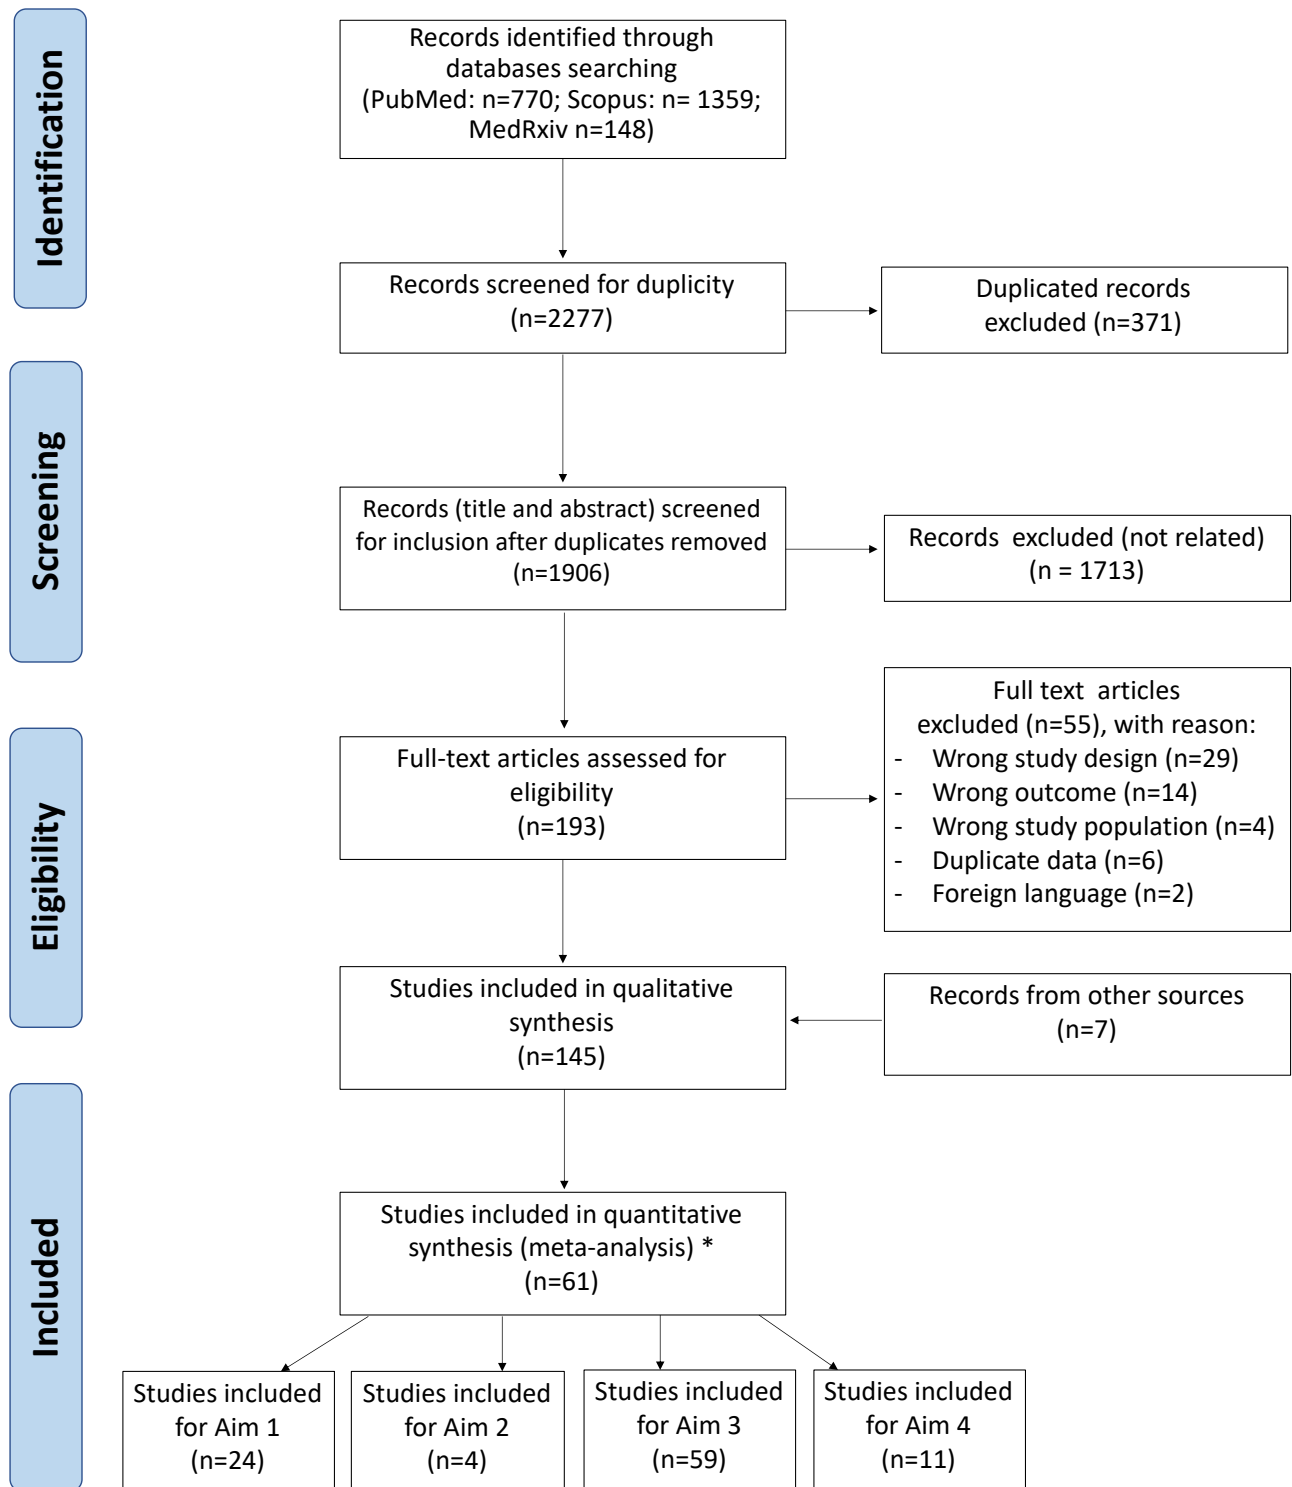 Identification
Records identified through
databases searching
(PubMed: n=770; Scopus: n= 1359;
MedRxiv n=148)
Records screened for duplicity
(n=2277)
Duplicated records
excluded (n=371)
Screening
Records (title and abstract) screened
for inclusion after duplicates removed
(n=1906)
Records  excluded (not related)
(n = 1713)
Eligibility
Full-text articles assessed for
eligibility
(n=193)
Full text  articles
excluded (n=55), with reason:
- Wrong study design (n=29)
- Wrong outcome (n=14)
- Wrong study population (n=4)
- Duplicate data (n=6)
- Foreign language (n=2)
Studies included in qualitative
synthesis
(n=145)
Records from other sources
(n=7)
Included
Studies included in quantitative
synthesis (meta-analysis) *
(n=61)
Studies included
for Aim 1
(n=24)
Studies included
for Aim 2
(n=4)
Studies included
for Aim 3
(n=59)
Studies included
for Aim 4
(n=11)